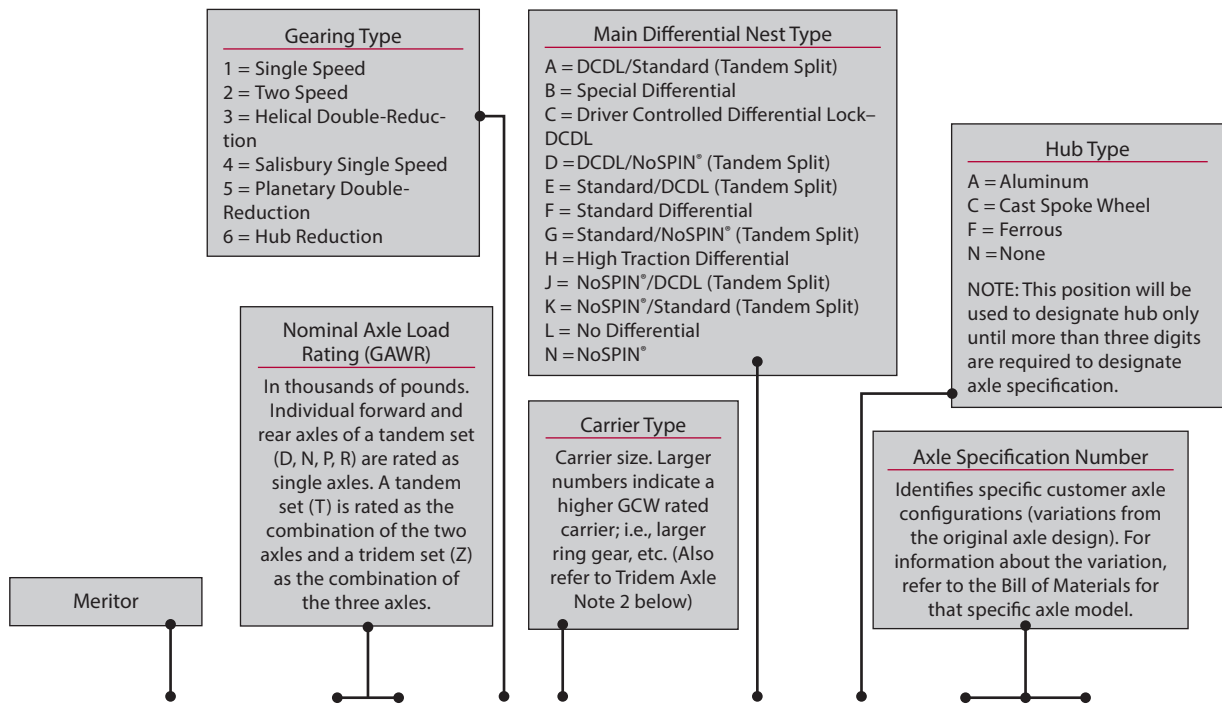 Gearing Type
1 = Single Speed
2 = Two Speed
3 = Helical Double-Reduc-
tion
4 = Salisbury Single Speed
5 = Planetary Double-
Reduction
6 = Hub Reduction
Main Differential Nest Type
A = DCDL/Standard (Tandem Split)
B = Special Differential
C = Driver Controlled Differential Lock–
DCDL
D = DCDL/NoSPIN® (Tandem Split)
E = Standard/DCDL (Tandem Split)
F = Standard Differential
G = Standard/NoSPIN® (Tandem Split)
H = High Traction Differential
J = NoSPIN®/DCDL (Tandem Split)
K = NoSPIN®/Standard (Tandem Split)
L = No Differential
N = NoSPIN®
Hub Type
A = Aluminum
C = Cast Spoke Wheel
F = Ferrous
N = None
NOTE: This position will be
used to designate hub only
until more than three digits
are required to designate
axle specification.
Nominal Axle Load
Rating (GAWR)
In thousands of pounds.
Individual forward and
rear axles of a tandem set
(D, N, P, R) are rated as
single axles. A tandem
set (T) is rated as the
combination of the two
axles and a tridem set (Z)
as the combination of
the three axles.
Carrier Type
Carrier size. Larger
numbers indicate a
higher GCW rated
carrier; i.e., larger
ring gear, etc. (Also
refer to Tridem Axle
Note 2 below)
Axle Specification Number
Identifies specific customer axle
configurations (variations from
the original axle design). For
information about the variation,
refer to the Bill of Materials for
that specific axle model.
Meritor